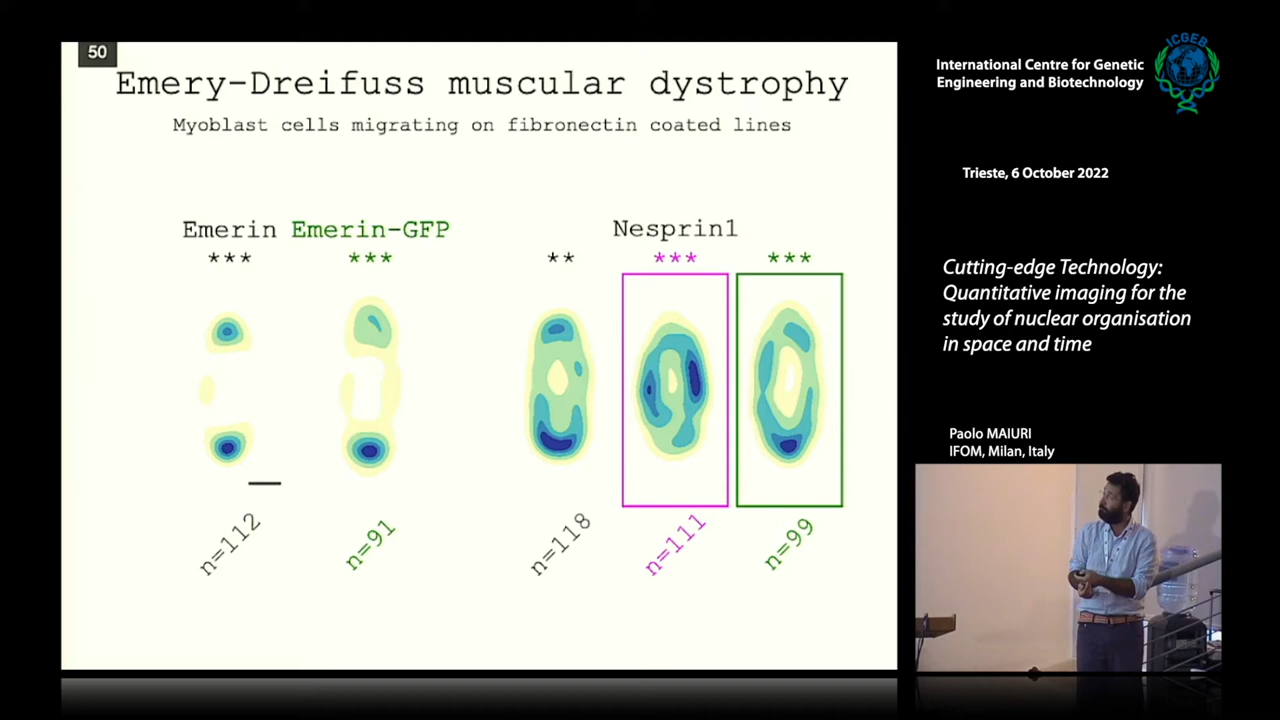 50
Emery-Dreifuss muscular dystrophy
Myoblast cells migrating on fibronectin coated lines
Emerin Emerin-GFP Nesprin1
*** *** ** *** ***
n=112 n=91 n=118 n=111 n=99
International Centre for Genetic
Engineering and Biotechnology
ICGEB
Trieste, 6 October 2022
Cutting-edge Technology:
Quantitative imaging for the
study of nuclear organisation
in space and time
Paolo MAIURI
IFOM, Milan, Italy